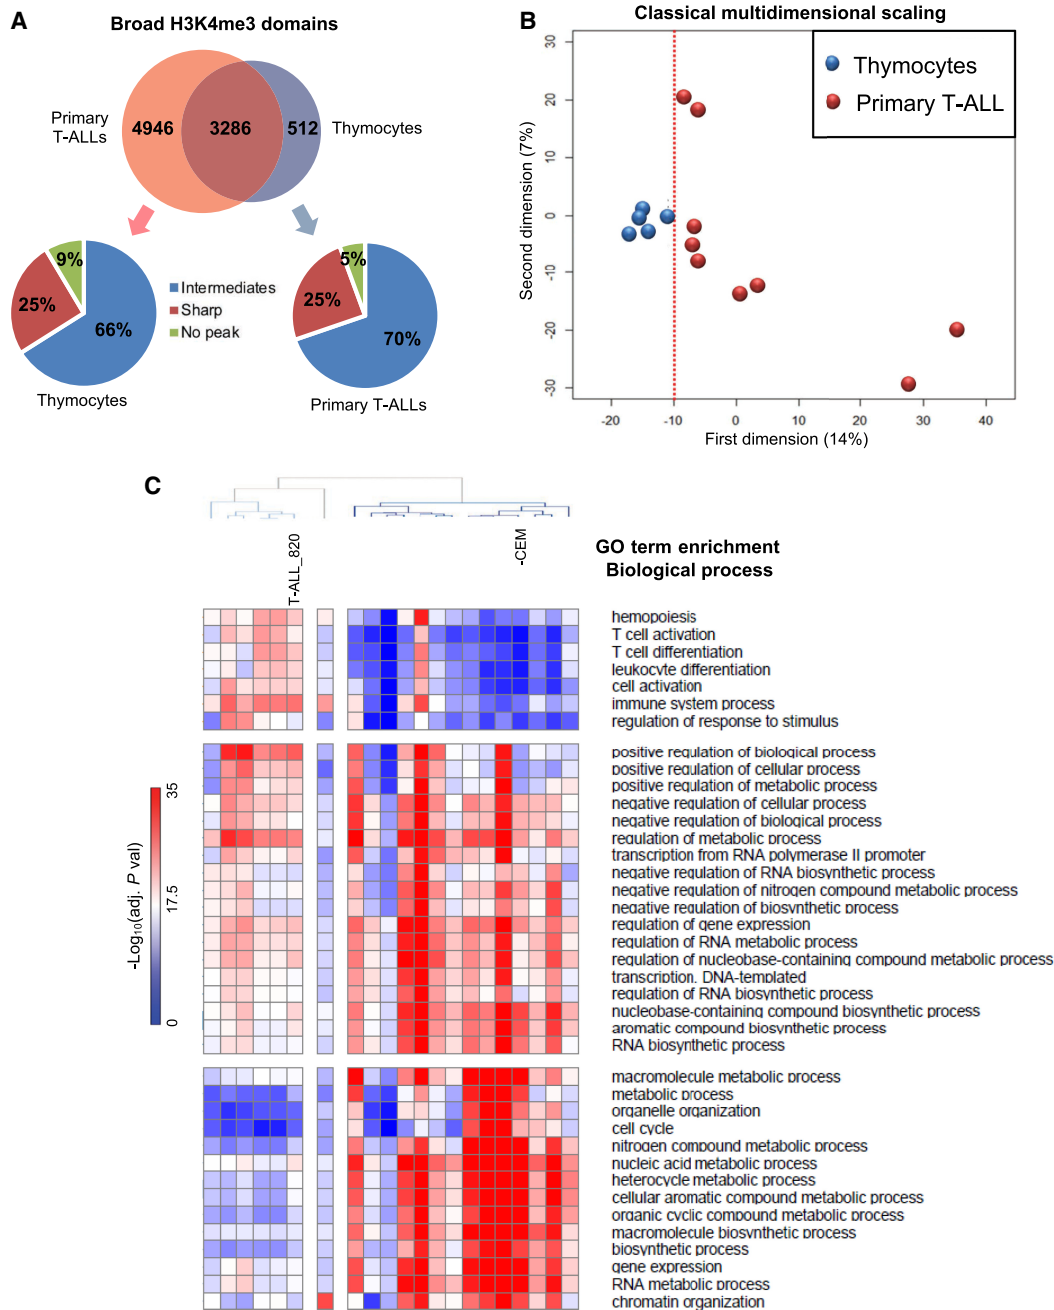 A
Broad H3K4me3 domains
Primary
T-ALLs
4946
3286
512
Thymocytes
9%
25%
66%
Intermediates
Sharp
No peak
5%
25%
70%
Thymocytes
Primary T-ALLs
B
Classical multidimensional scaling
Thymocytes
Primary T-ALL
Second dimension (7%)
30
20
10
0
-10
-20
-30
-20
-10
0
10
20
30
40
First dimension (14%)
C
T-ALL_820
-CEM
GO term enrichment
Biological process
hemopoiesis
T cell activation
T cell differentiation
leukocyte differentiation
cell activation
immune system process
regulation of response to stimulus
positive regulation of biological process
positive regulation of cellular process
positive regulation of metabolic process
negative regulation of cellular process
negative regulation of biological process
regulation of metabolic process
transcription from RNA polymerase II promoter
negative regulation of RNA biosynthetic process
negative regulation of nitrogen compound metabolic process
negative regulation of biosynthetic process
regulation of gene expression
regulation of RNA metabolic process
regulation of nucleobase-containing compound metabolic process
transcription, DNA-templated
regulation of RNA biosynthetic process
nucleobase-containing compound biosynthetic process
aromatic compound biosynthetic process
RNA biosynthetic process
macromolecule metabolic process
metabolic process
organelle organization
cell cycle
nitrogen compound metabolic process
nucleic acid metabolic process
heterocycle metabolic process
cellular aromatic compound metabolic process
organic cyclic compound metabolic process
macromolecule biosynthetic process
biosynthetic process
gene expression
RNA metabolic process
chromatin organization
-Log10(adj. P val)
35
17.5
0